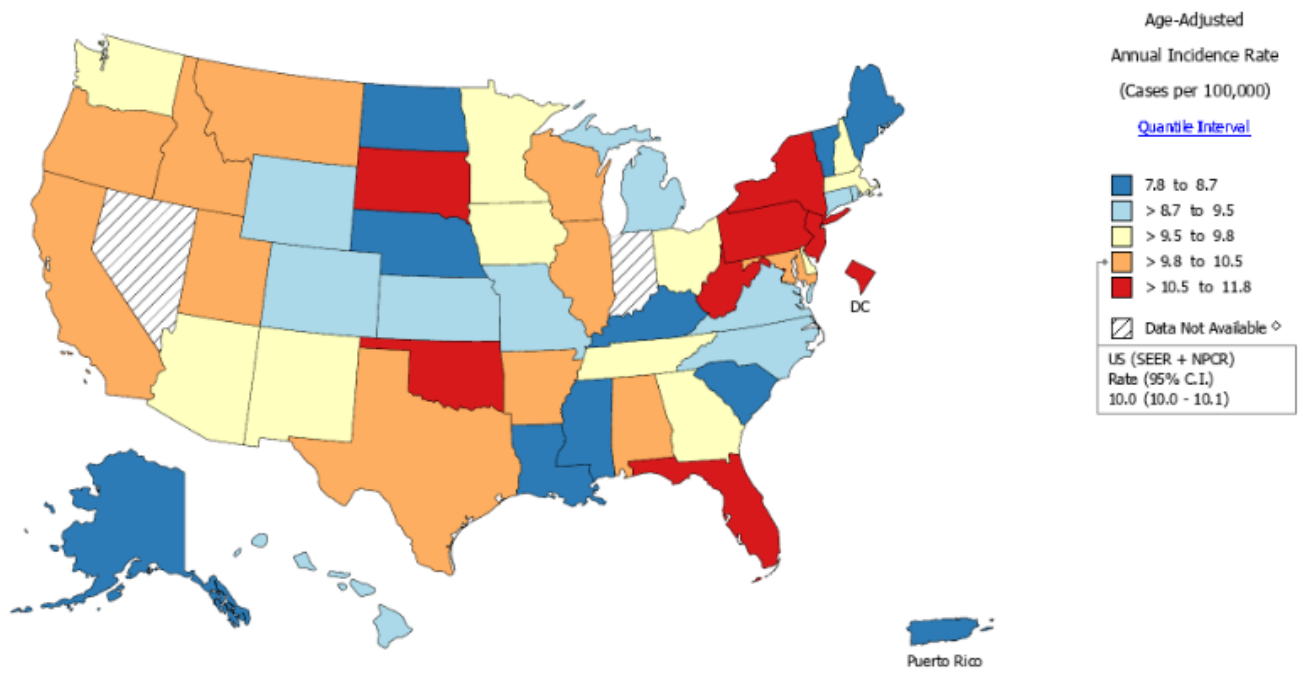 Age-Adjusted
Annual Incidence Rate
(Cases per 100,000)
Quantile Interval
7.8 to 8.7
> 8.7 to 9.5
> 9.5 to 9.8
> 9.8 to 10.5
> 10.5 to 11.8
Data Not Available ◇
US (SEER + NPCR)
Rate (95% C.I.)
10.0 (10.0 - 10.1)
DC
Puerto Rico